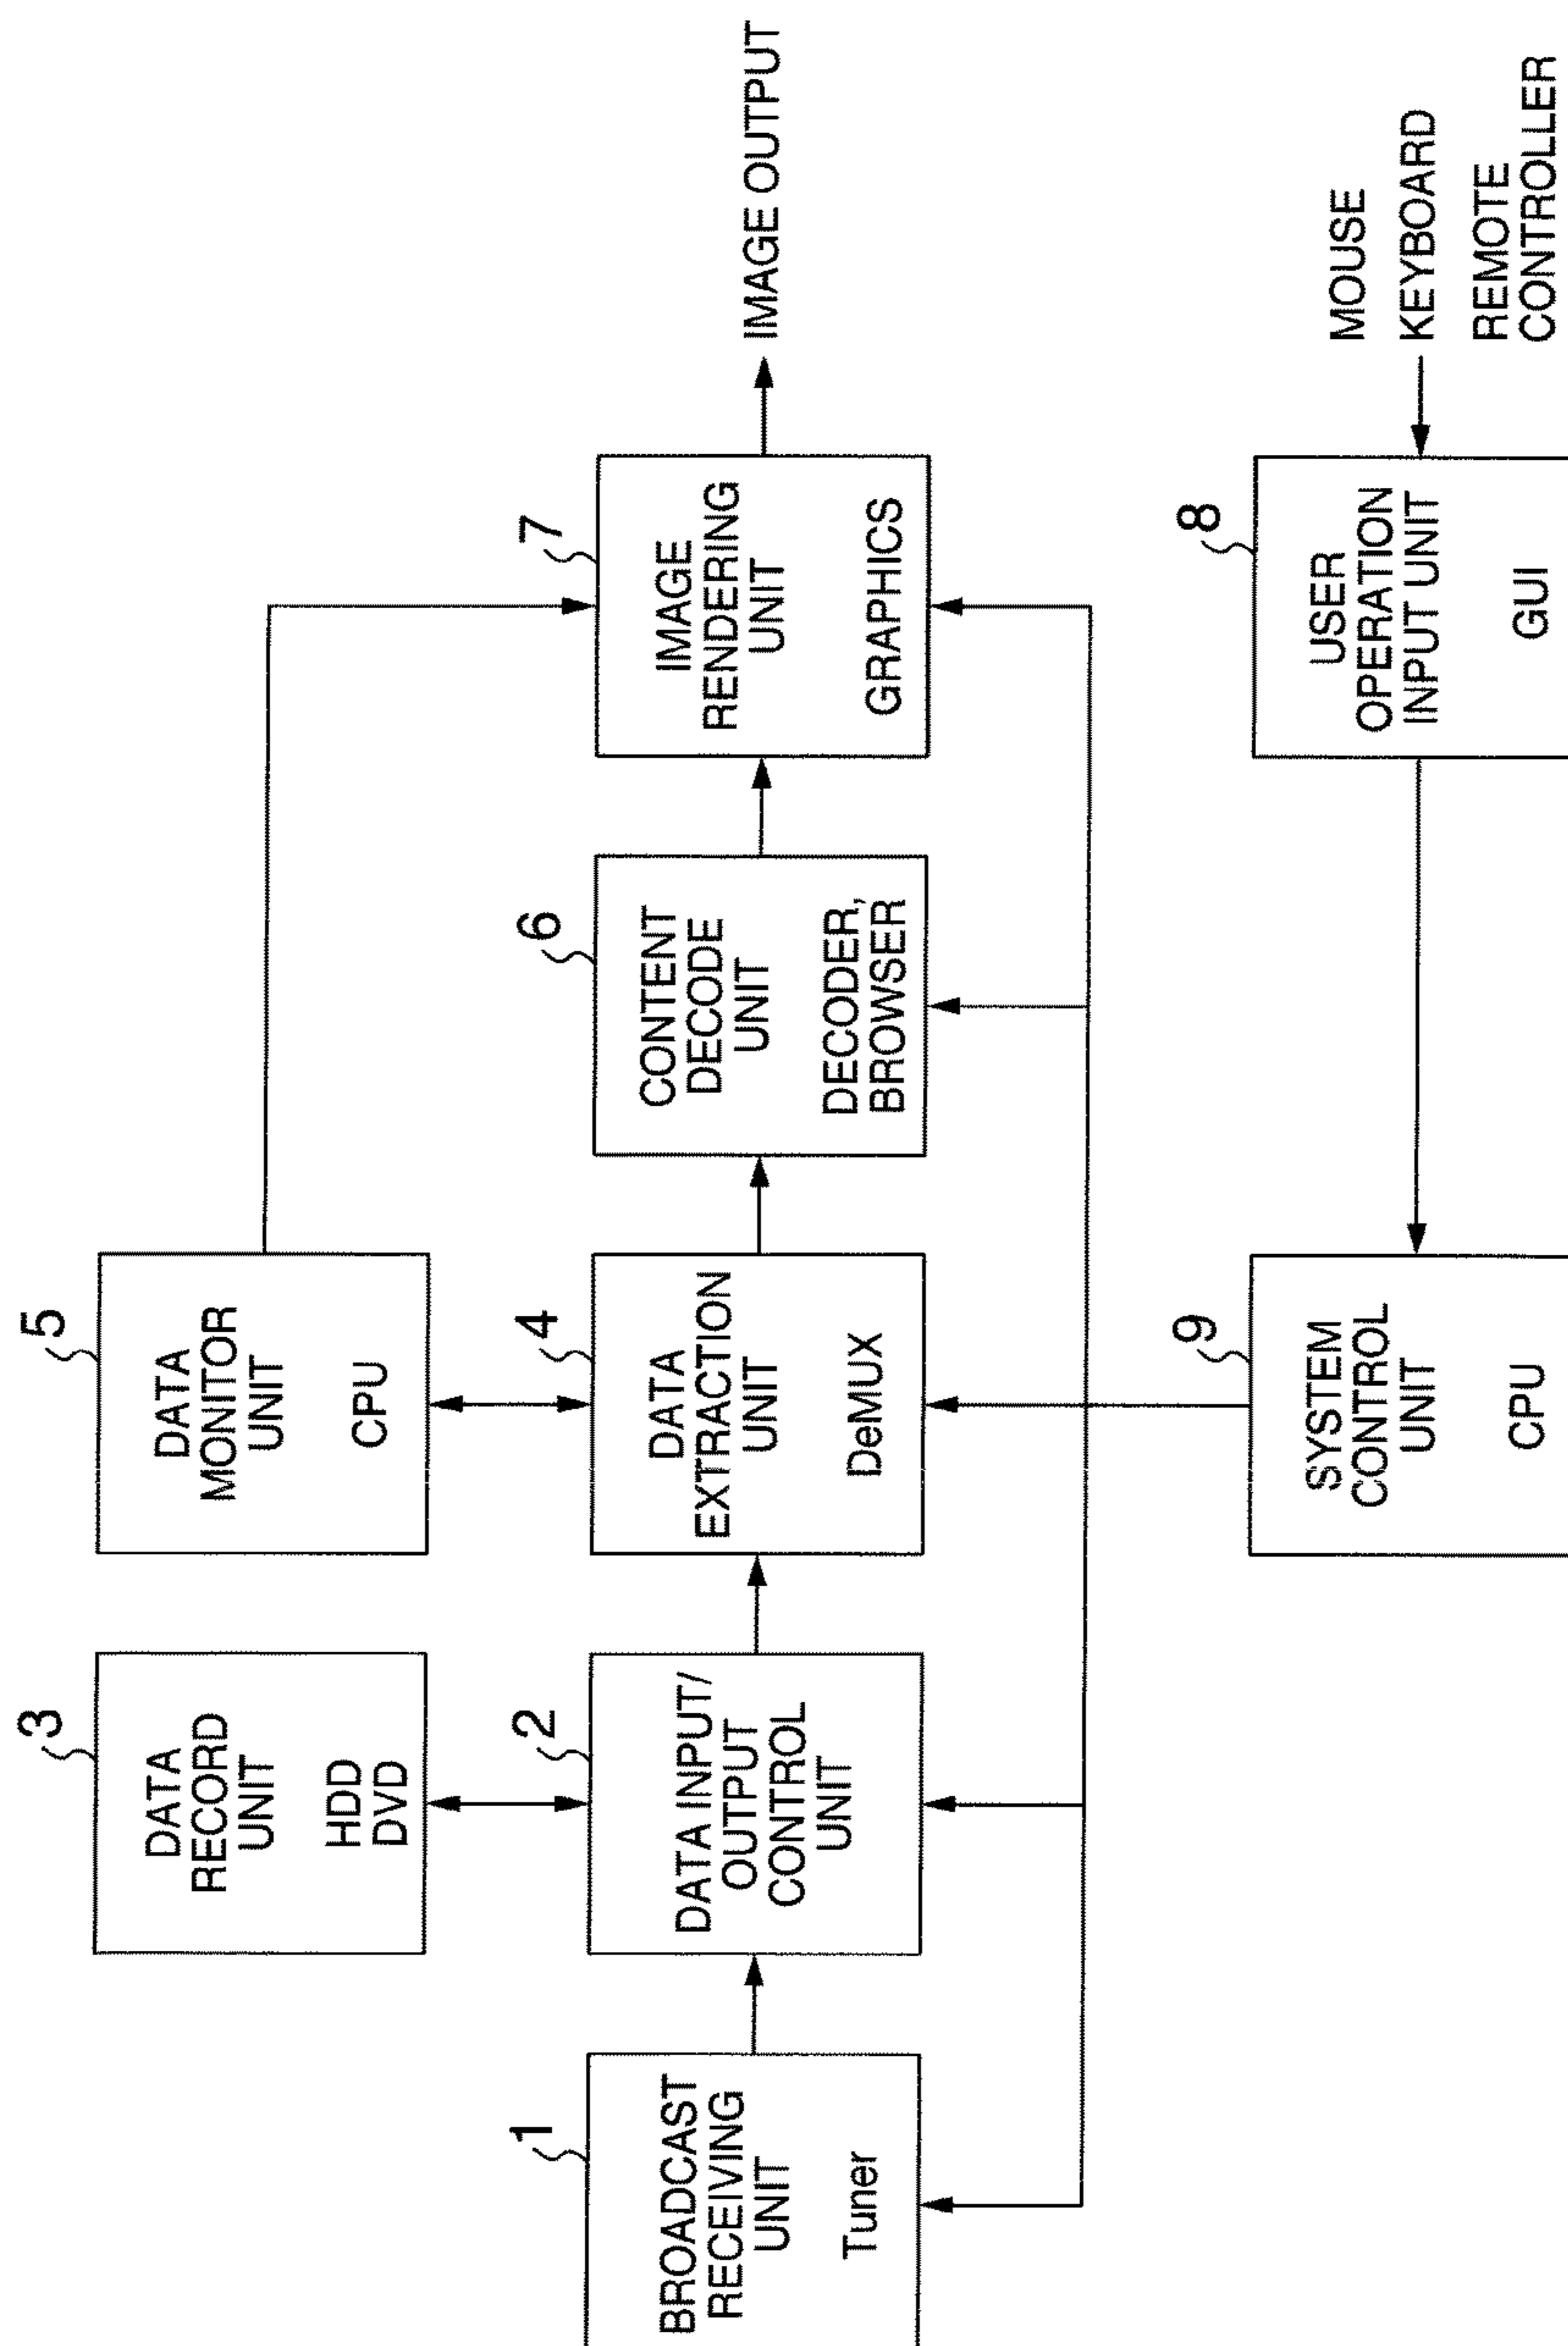 3
DATA
RECORD
UNIT
HDD
DVD
5
DATA
MONITOR
UNIT
CPU
1
BROADCAST
RECEIVING
UNIT
Tuner
2
DATA INPUT/
OUTPUT
CONTROL
UNIT
4
DATA
EXTRACTION
UNIT
DeMUX
6
CONTENT
DECODE
UNIT
DECODER,
BROWSER
7
IMAGE
RENDERING
UNIT
GRAPHICS
IMAGE OUTPUT
9
SYSTEM
CONTROL
UNIT
CPU
8
USER
OPERATION
INPUT UNIT
GUI
MOUSE
KEYBOARD
REMOTE
CONTROLLER